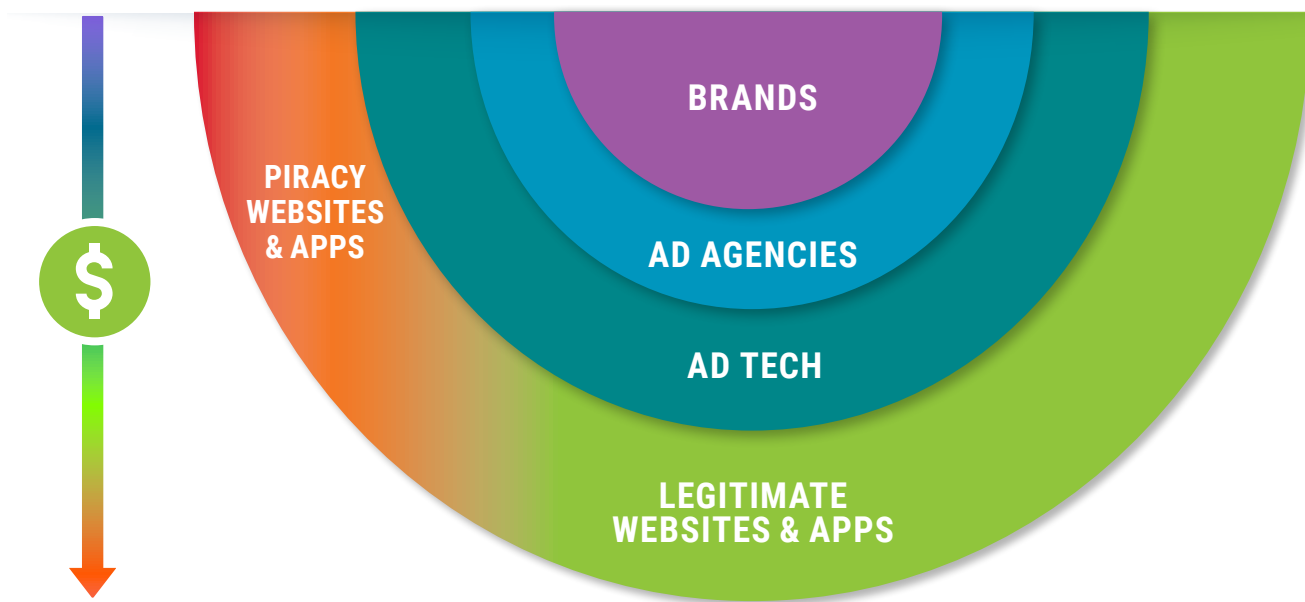 BRANDS
PIRACY
WEBSITES
& APPS
AD AGENCIES
$
AD TECH
LEGITIMATE
WEBSITES & APPS